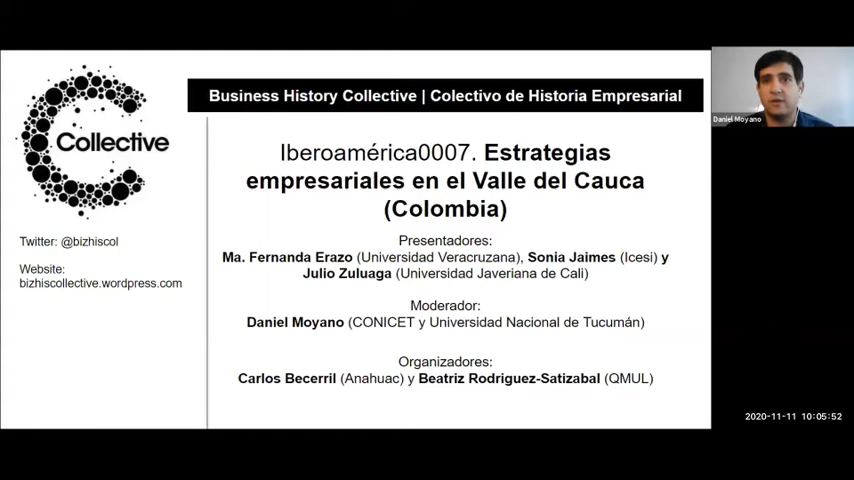 Business History Collective | Colectivo de Historia Empresarial
Collective
Twitter: @bizhiscol
Website:
bizhiscollective.wordpress.com
Iberoamérica0007. Estrategias
empresariales en el Valle del Cauca
(Colombia)
Presentadores:
Ma. Fernanda Erazo (Universidad Veracruzana), Sonia Jaimes (Icesi) y
Julio Zuluaga (Universidad Javeriana de Cali)
Moderador:
Daniel Moyano (CONICET y Universidad Nacional de Tucumán)
Organizadores:
Carlos Becerril (Anahuac) y Beatriz Rodriguez-Satizabal (QMUL)
Daniel Moyano
2020-11-11 10:05:52